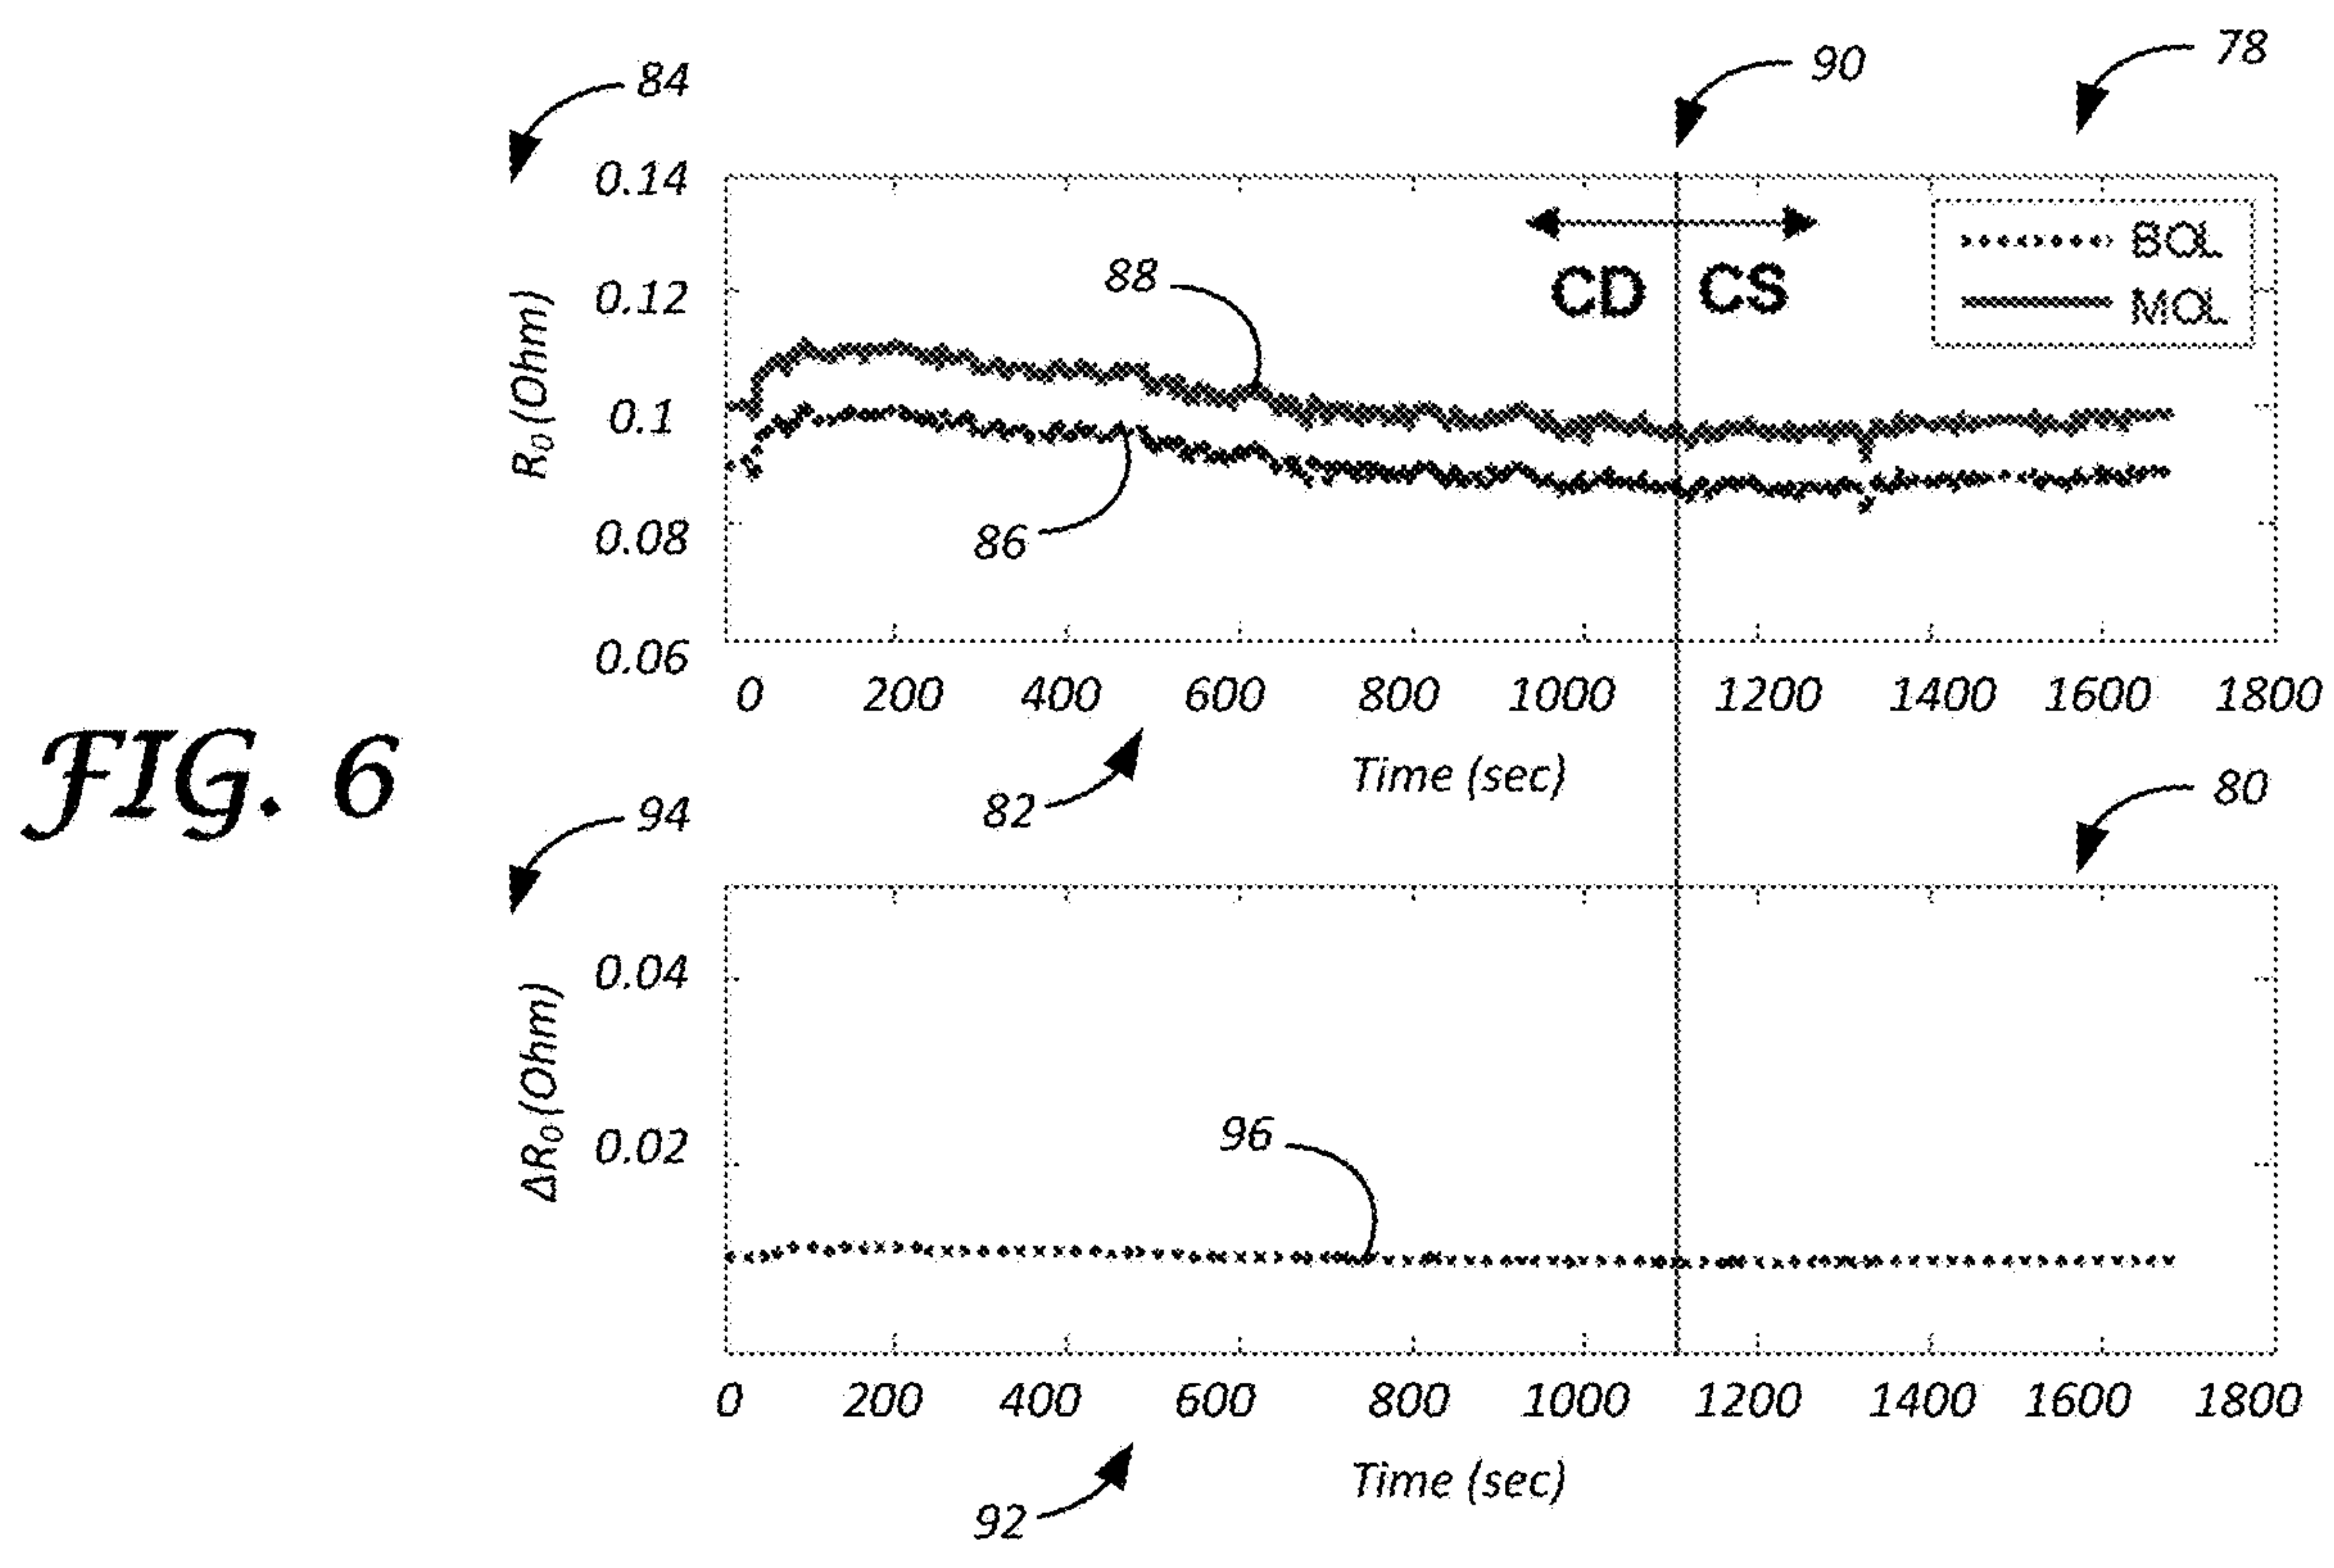 84
90
78
0.14
0.12
0.1
0.08
0.06
R₀(Ohm)
88
86
CD
CS
BOL
MOL
0 200 400 600 800 1000 1200 1400 1600 1800
Time (sec)
82
FIG. 6
94
80
0.04
0.02
ΔR₀(Ohm)
96
0 200 400 600 800 1000 1200 1400 1600 1800
Time (sec)
92